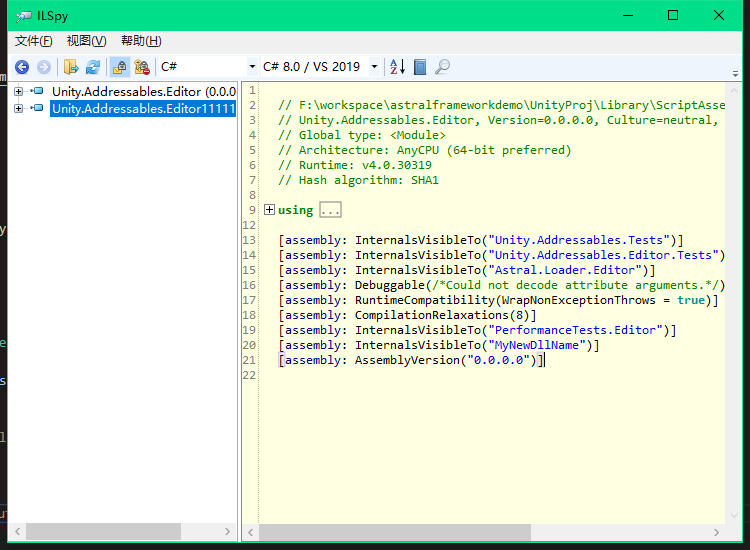 ILSpy
文件(F) 视图(V) 帮助(H)
C# C# 8.0 / VS 2019
Unity.Addressables.Editor (0.0.0
Unity.Addressables.Editor11111
1
2 // F:\workspace\astralframeworkdemo\UnityProj\Library\ScriptAsse
3 // Unity.Addressables.Editor, Version=0.0.0.0, Culture=neutral,
4 // Global type: <Module>
5 // Architecture: AnyCPU (64-bit preferred)
6 // Runtime: v4.0.30319
7 // Hash algorithm: SHA1
8
9 using ...
12
13 [assembly: InternalsVisibleTo("Unity.Addressables.Tests")]
14 [assembly: InternalsVisibleTo("Unity.Addressables.Editor.Tests")
15 [assembly: InternalsVisibleTo("Astral.Loader.Editor")]
16 [assembly: Debuggable(/*Could not decode attribute arguments.*/)
17 [assembly: RuntimeCompatibility(WrapNonExceptionThrows = true)]
18 [assembly: CompilationRelaxations(8)]
19 [assembly: InternalsVisibleTo("PerformanceTests.Editor")]
20 [assembly: InternalsVisibleTo("MyNewDllName")]
21 [assembly: AssemblyVersion("0.0.0.0")]
22